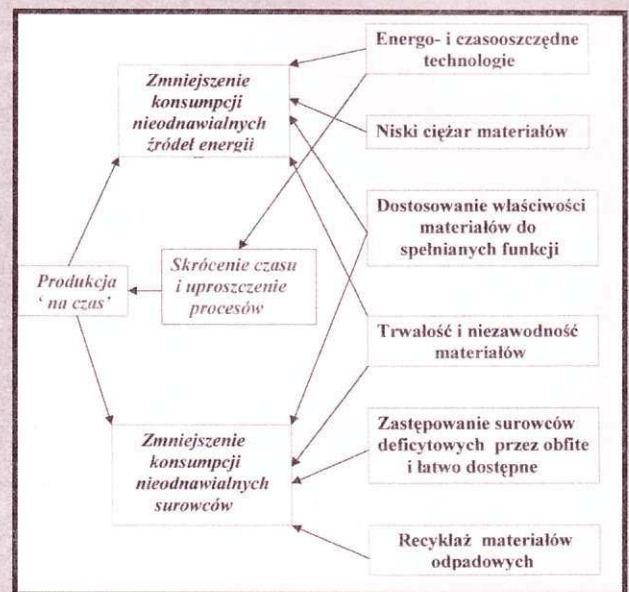 Energo- i czasooszczędne
technologie
Zmniejszenie
konsumpcji
nieodnawialnych
źródeł energii
Niski ciężar materiałów
Dostosowanie właściwości
materiałów do
spełnianych funkcji
Skrócenie czasu
i uproszczenie
procesów
Produkcja
‘ na czas’
Trwałość i niezawodność
materiałów
Zmniejszenie
konsumpcji
nieodnawialnych
surowców
Zastępowanie surowców
deficytowych przez obfite
i łatwo dostępne
Recyklaż materiałów
odpadowych